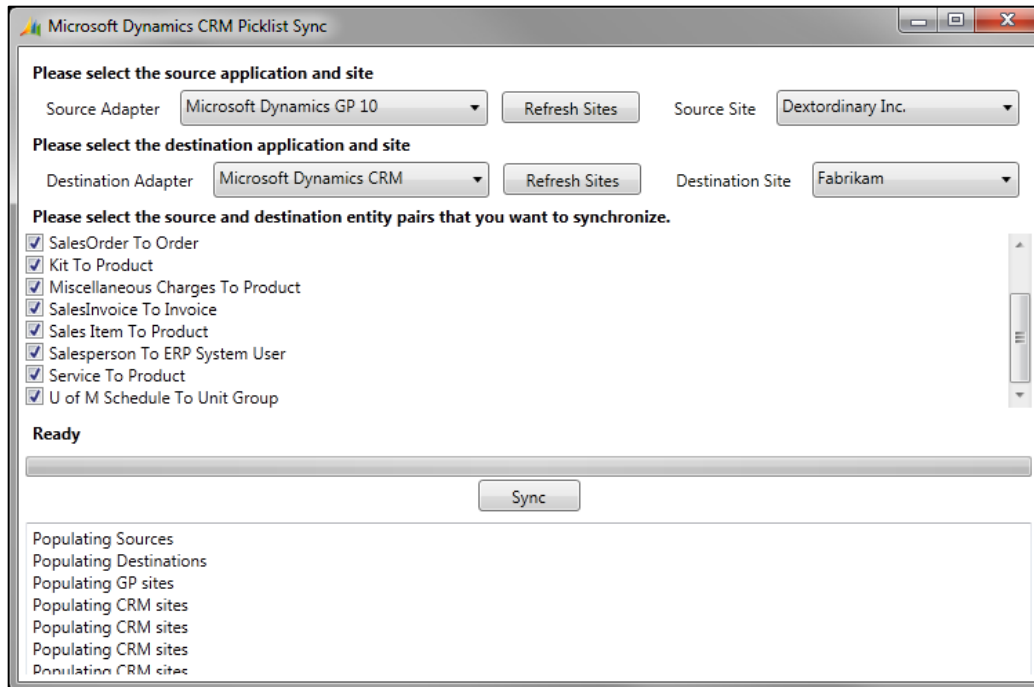 Microsoft Dynamics CRM Picklist Sync
Please select the source application and site
Source Adapter Microsoft Dynamics GP 10 Refresh Sites Source Site Dextordinary Inc.
Please select the destination application and site
Destination Adapter Microsoft Dynamics CRM Refresh Sites Destination Site Fabrikam
Please select the source and destination entity pairs that you want to synchronize.
SalesOrder To Order
Kit To Product
Miscellaneous Charges To Product
SalesInvoice To Invoice
Sales Item To Product
Salesperson To ERP System User
Service To Product
U of M Schedule To Unit Group
Ready
Sync
Populating Sources
Populating Destinations
Populating GP sites
Populating CRM sites
Populating CRM sites
Populating CRM sites
Populating CRM sites